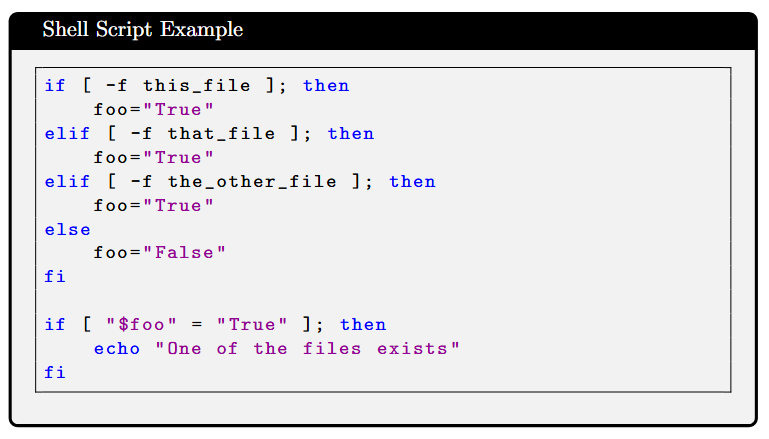 Shell Script Example
if [ -f this_file ]; then
    foo="True"
elif [ -f that_file ]; then
    foo="True"
elif [ -f the_other_file ]; then
    foo="True"
else
    foo="False"
fi

if [ "$foo" = "True" ]; then
    echo "One of the files exists"
fi